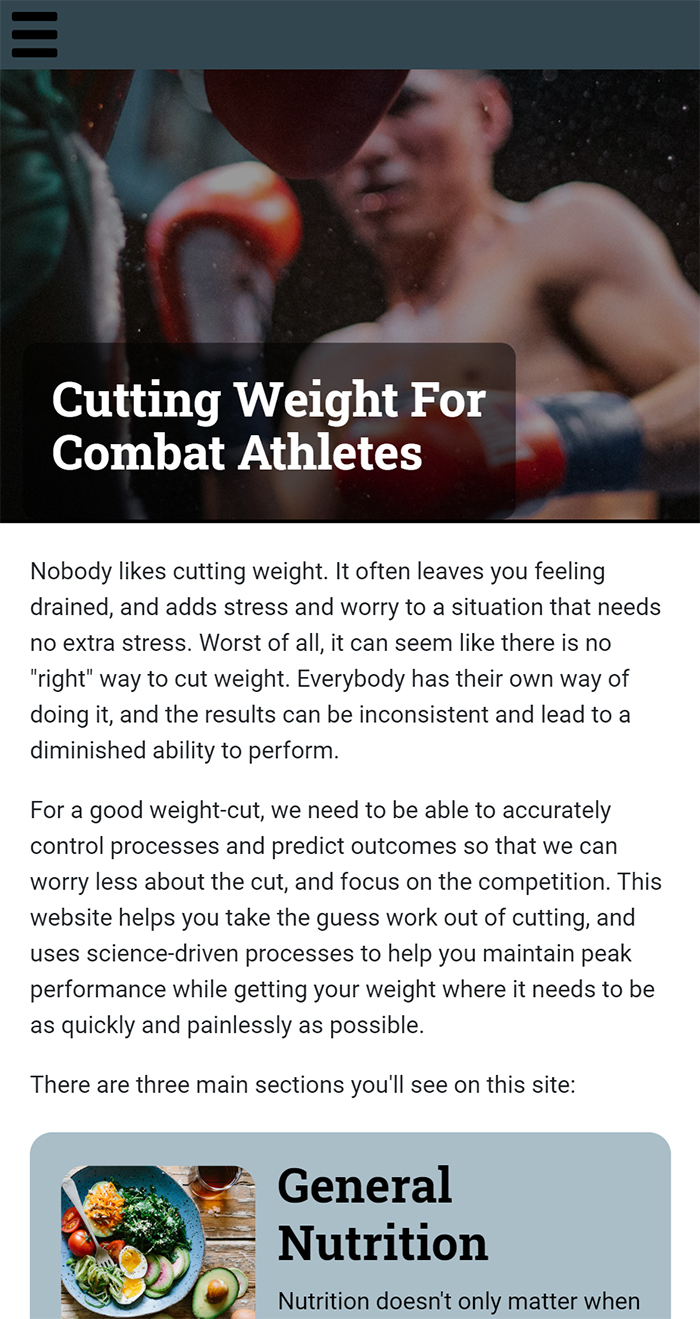 Cutting Weight For
Combat Athletes
Nobody likes cutting weight. It often leaves you feeling
drained, and adds stress and worry to a situation that needs
no extra stress. Worst of all, it can seem like there is no
"right" way to cut weight. Everybody has their own way of
doing it, and the results can be inconsistent and lead to a
diminished ability to perform.
For a good weight-cut, we need to be able to accurately
control processes and predict outcomes so that we can
worry less about the cut, and focus on the competition. This
website helps you take the guess work out of cutting, and
uses science-driven processes to help you maintain peak
performance while getting your weight where it needs to be
as quickly and painlessly as possible.
There are three main sections you'll see on this site:
General
Nutrition
Nutrition doesn't only matter when